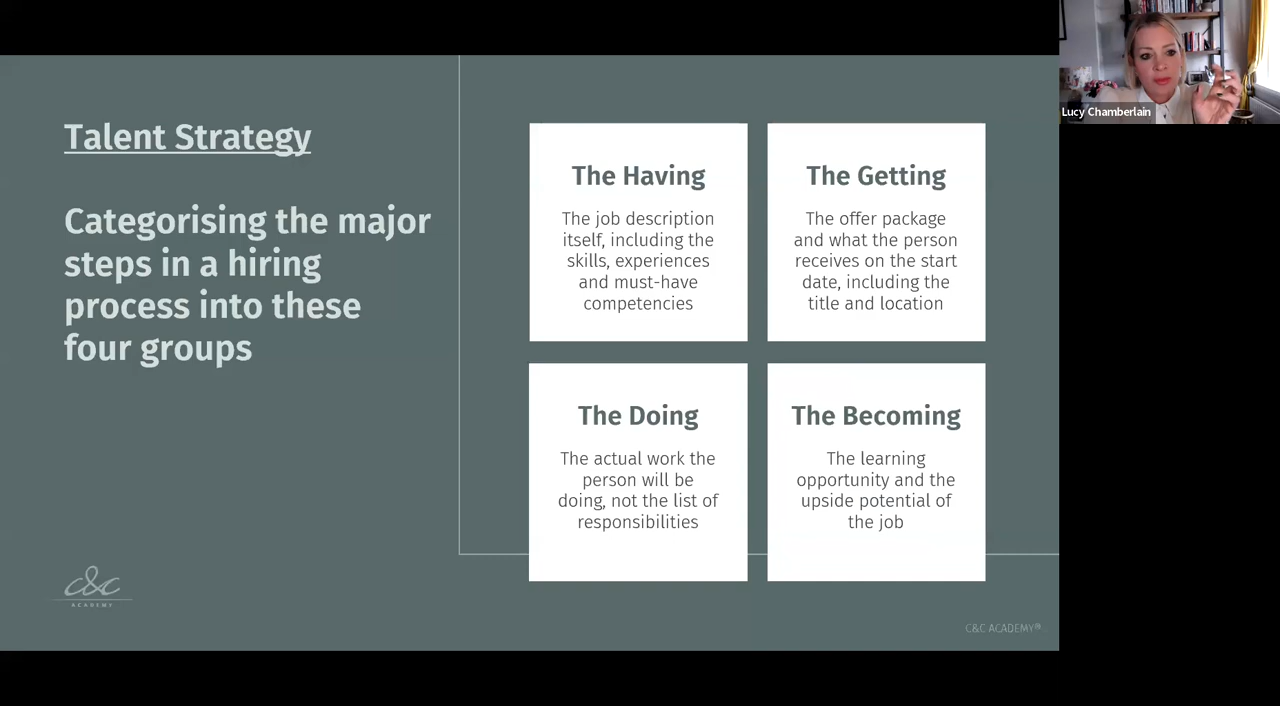 Talent Strategy
Categorising the major
steps in a hiring
process into these
four groups
The Having
The job description
itself, including the
skills, experiences
and must-have
competencies
The Getting
The offer package
and what the person
receives on the start
date, including the
title and location
The Doing
The actual work the
person will be
doing, not the list of
responsibilities
The Becoming
The learning
opportunity and the
upside potential of
the job
c&c
ACADEMY
C&C ACADEMY®
Lucy Chamberlain